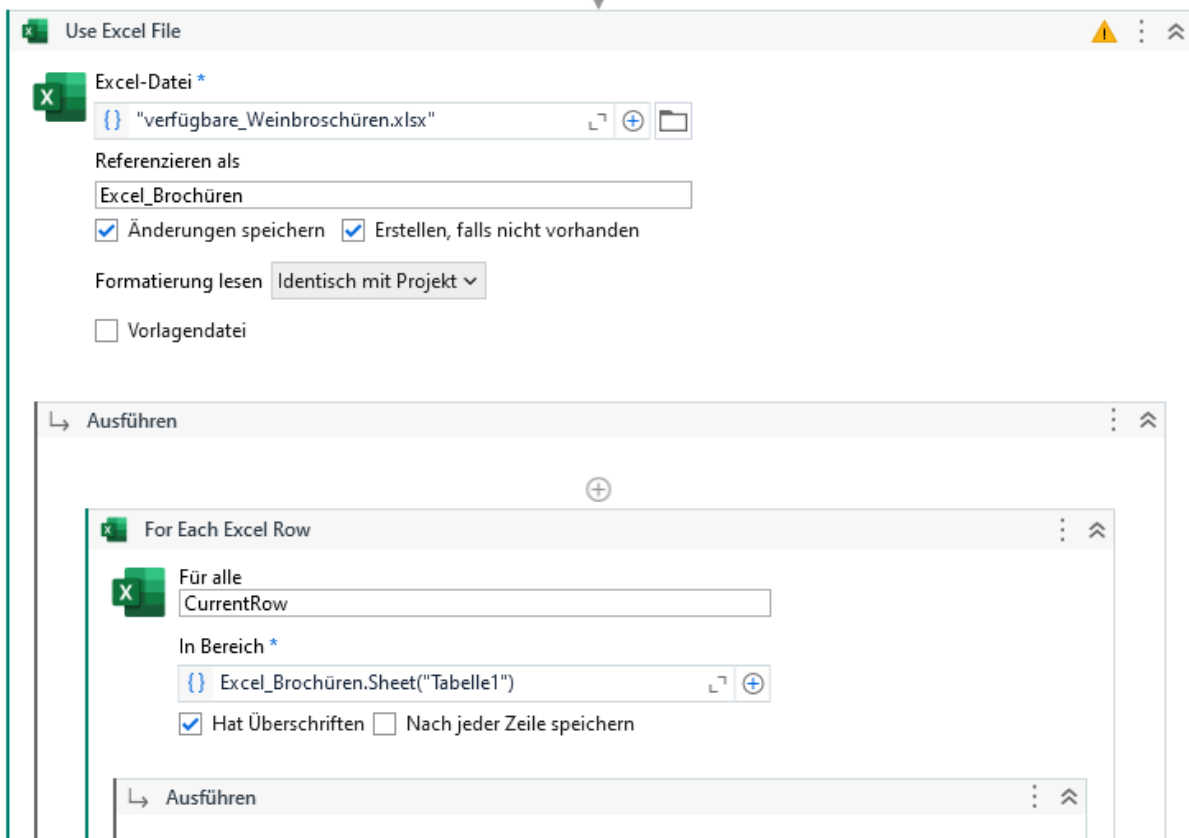 Use Excel File
Excel-Datei *
"verfügbare_Weinbroschüren.xlsx"
Referenzieren als
Excel_Brochüren
Änderungen speichern Erstellen, falls nicht vorhanden
Formatierung lesen Identisch mit Projekt
Vorlagendatei
Ausführen
For Each Excel Row
Für alle
CurrentRow
In Bereich *
Excel_Brochüren.Sheet("Tabelle1")
Hat Überschriften Nach jeder Zeile speichern
Ausführen